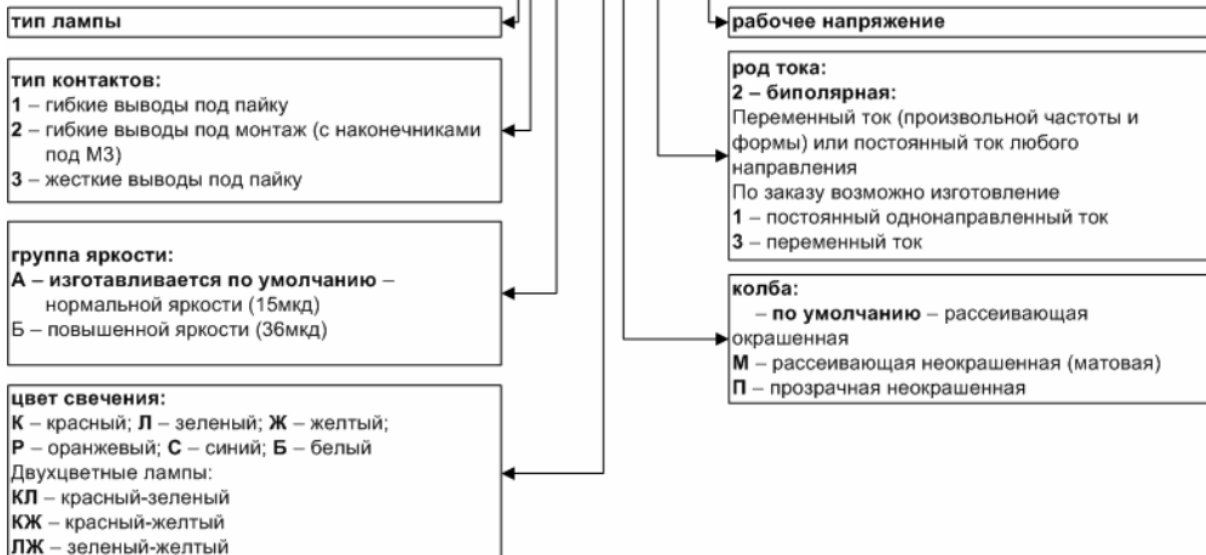 тип лампы
тип контактов:
1 – гибкие выводы под пайку
2 – гибкие выводы под монтаж (с наконечниками
под М3)
3 – жесткие выводы под пайку
группа яркости:
А – изготавливается по умолчанию –
нормальной яркости (15мкд)
Б – повышенной яркости (36мкд)
цвет свечения:
К – красный; Л – зеленый; Ж – желтый;
Р – оранжевый; С – синий; Б – белый
Двухцветные лампы:
КЛ – красный-зеленый
КЖ – красный-желтый
ЛЖ – зеленый-желтый
рабочее напряжение
род тока:
2 – биполярная:
Переменный ток (произвольной частоты и
формы) или постоянный ток любого
направления
По заказу возможно изготовление
1 – постоянный однонаправленный ток
3 – переменный ток
колба:
– по умолчанию – рассеивающая
окрашенная
М – рассеивающая неокрашенная (матовая)
П – прозрачная неокрашенная